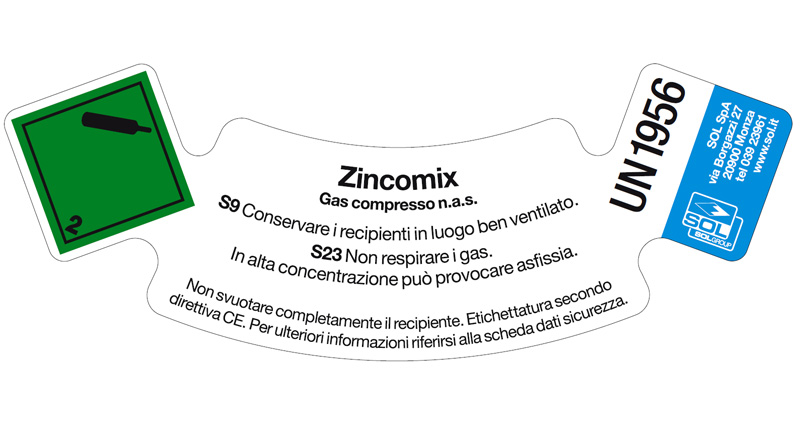 2
Zincomix
Gas compresso n.a.s.
S9 Conservare i recipienti in luogo ben ventilato.
S23 Non respirare i gas.
In alta concentrazione può provocare asfissia.
Non svuotare completamente il recipiente. Etichettatura secondo
direttiva CE. Per ulteriori informazioni riferirsi alla scheda dati sicurezza.
UN 1956
SOL SpA
via Borgazzi 27
20900 Monza
tel 039 23961
www.sol.it
SOL
SOLGROUP